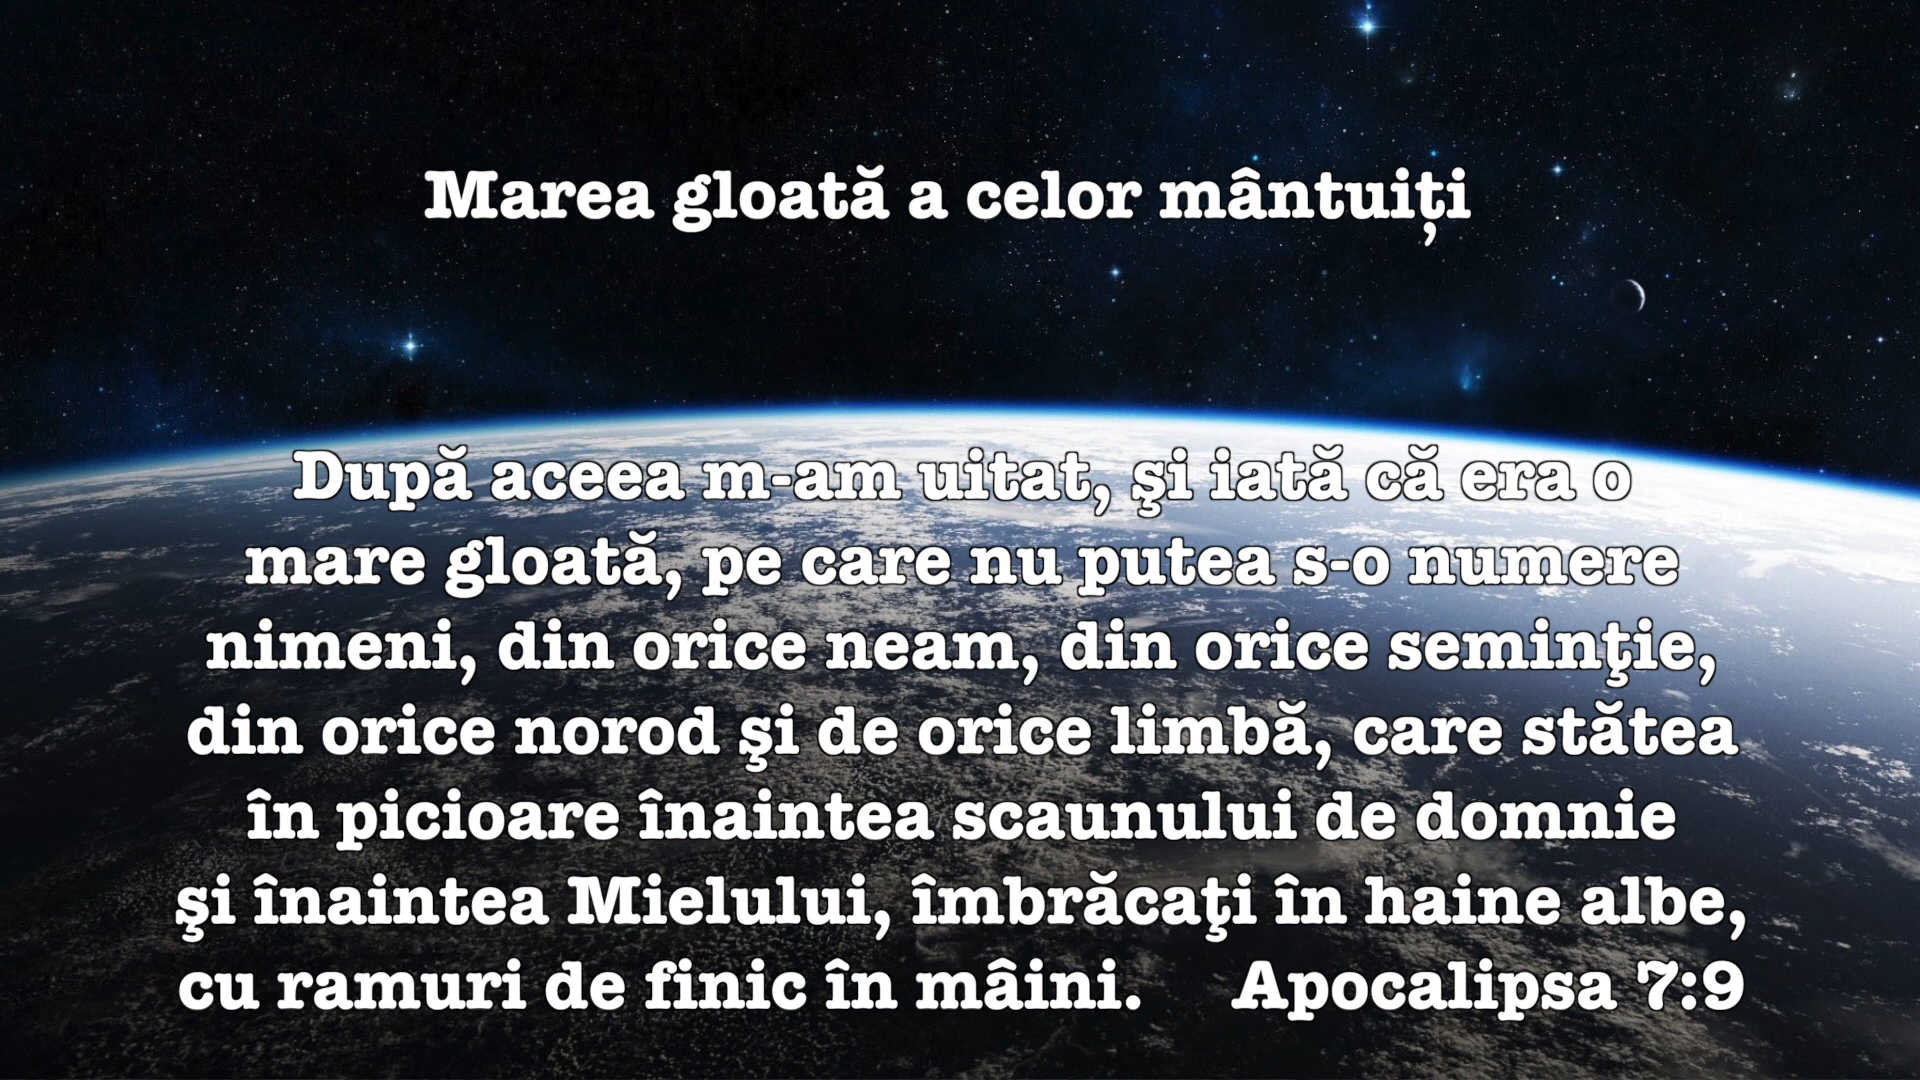 Marea gloată a celor mântuiți
După aceea m-am uitat, şi iată că era o
mare gloată, pe care nu putea s-o numere
nimeni, din orice neam, din orice seminţie,
din orice norod şi de orice limbă, care stătea
în picioare înaintea scaunului de domnie
şi înaintea Mielului, îmbrăcaţi în haine albe,
cu ramuri de finic în mâini. Apocalipsa 7:9